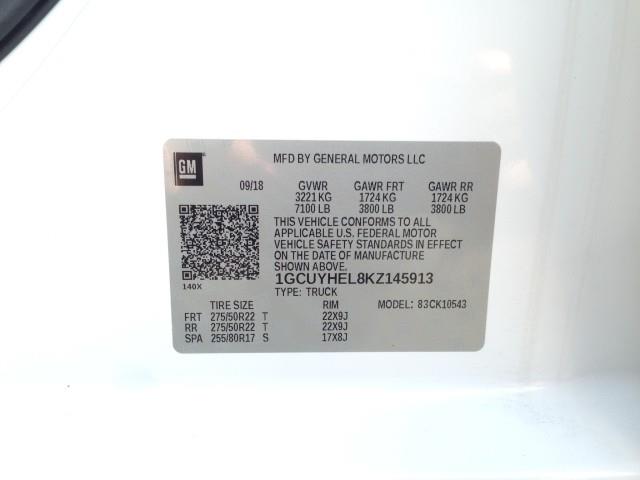 GM
MFD BY GENERAL MOTORS LLC
09/18 GVWR GAWR FRT GAWR RR
3221 KG 1724 KG 1724 KG
7100 LB 3800 LB 3800 LB
THIS VEHICLE CONFORMS TO ALL
APPLICABLE U.S. FEDERAL MOTOR
VEHICLE SAFETY STANDARDS IN EFFECT
ON THE DATE OF MANUFACTURE
SHOWN ABOVE.
140X
1GCUYHEL8KZ145913
TYPE: TRUCK
TIRE SIZE RIM MODEL: 83CK10543
FRT 275/50R22 T 22X9J
RR 275/50R22 T 22X9J
SPA 255/80R17 S 17X8J